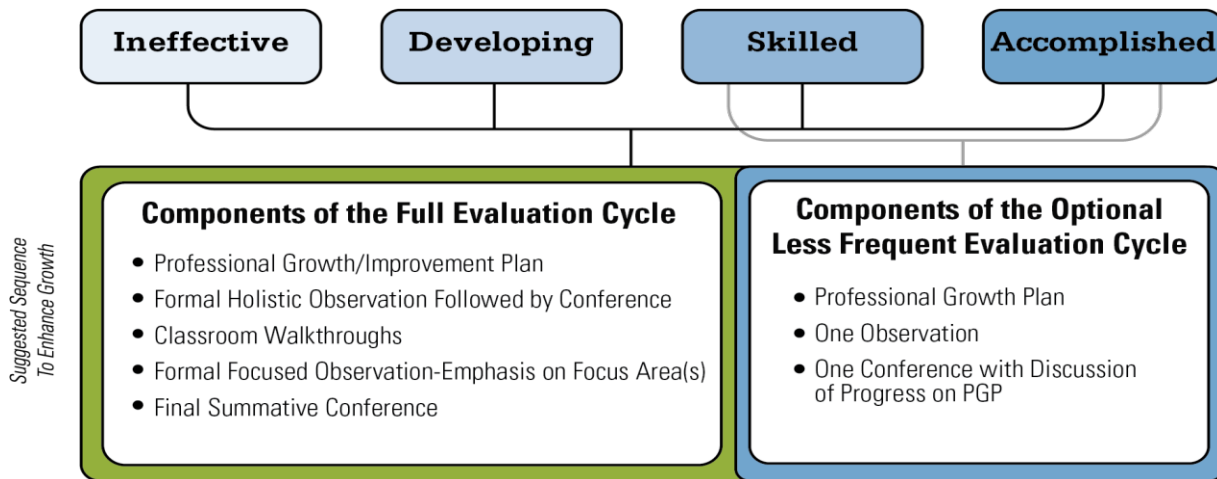 Ineffective
Developing
Skilled
Accomplished
Suggested Sequence
To Enhance Growth
Components of the Full Evaluation Cycle
• Professional Growth/Improvement Plan
• Formal Holistic Observation Followed by Conference
• Classroom Walkthroughs
• Formal Focused Observation-Emphasis on Focus Area(s)
• Final Summative Conference
Components of the Optional
Less Frequent Evaluation Cycle
• Professional Growth Plan
• One Observation
• One Conference with Discussion
of Progress on PGP